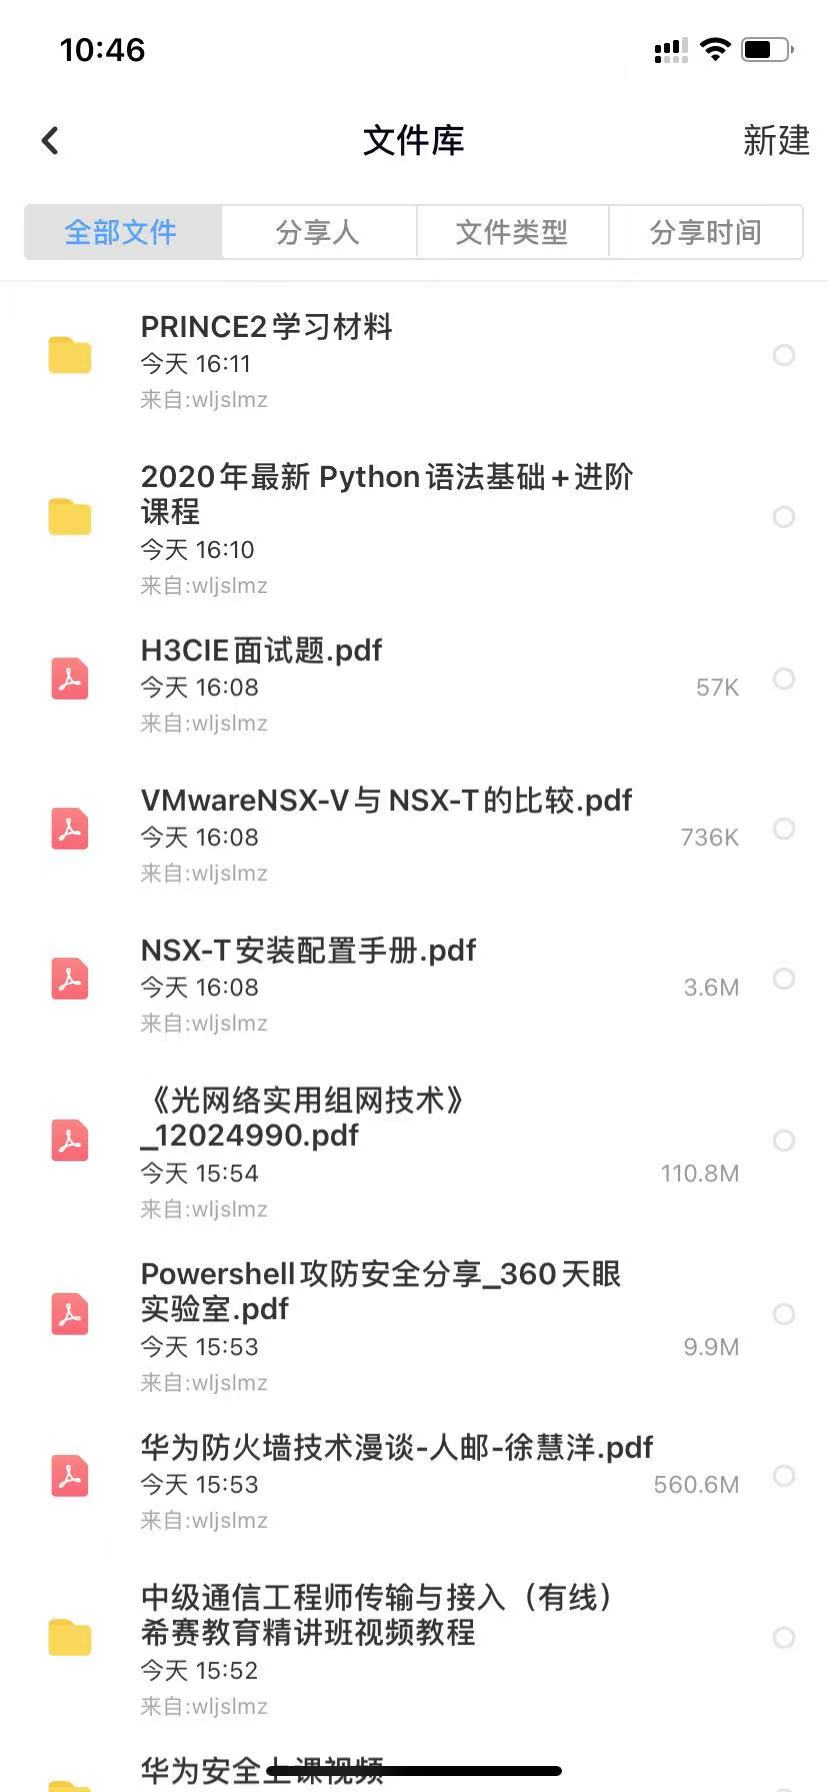 10:46
文件库
新建
全部文件
分享人
文件类型
分享时间
PRINCE2学习材料
今天 16:11
来自:wljslmz
2020年最新 Python语法基础+进阶
课程
今天 16:10
来自:wljslmz
H3CIE面试题.pdf
今天 16:08
57K
来自:wljslmz
VMwareNSX-V与 NSX-T的比较.pdf
今天 16:08
736K
来自:wljslmz
NSX-T安装配置手册.pdf
今天 16:08
3.6M
来自:wljslmz
《光网络实用组网技术》
_12024990.pdf
今天 15:54
110.8M
来自:wljslmz
Powershell攻防安全分享_360天眼
实验室.pdf
今天 15:53
9.9M
来自:wljslmz
华为防火墙技术漫谈-人邮-徐慧洋.pdf
今天 15:53
560.6M
来自:wljslmz
中级通信工程师传输与接入（有线）
希赛教育精讲班视频教程
今天 15:52
来自:wljslmz
华为安全上课视频